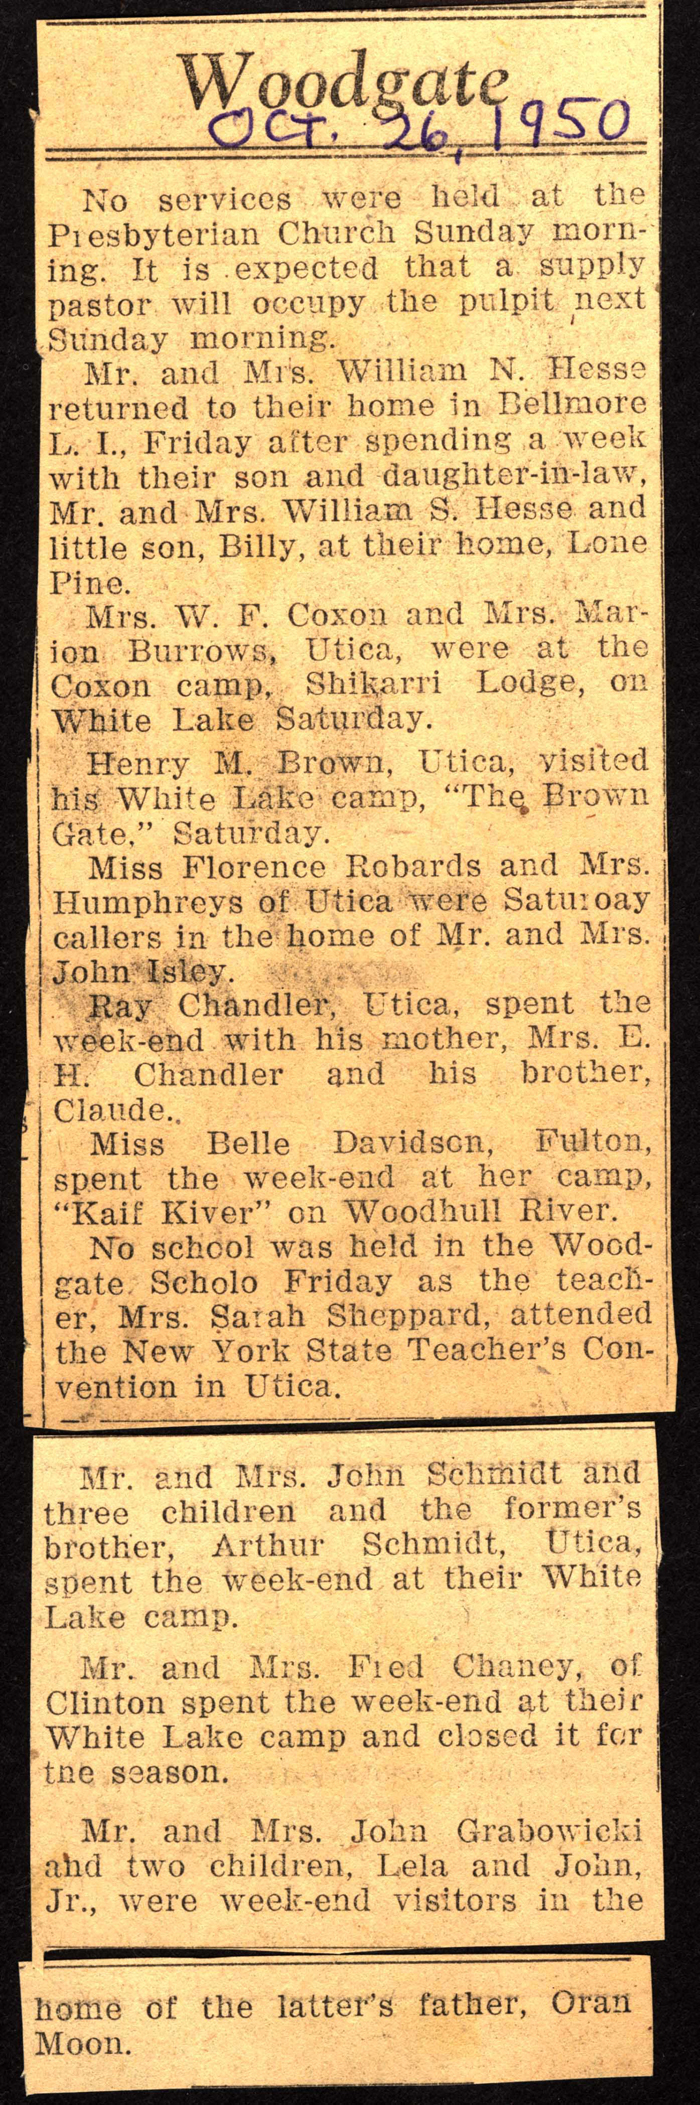 Woodgate
OCT. 26, 1950
No services were held at the
Presbyterian Church Sunday morn-
ing. It is expected that a supply
pastor will occupy the pulpit next
Sunday morning.
Mr. and Mrs. William N. Hesse
returned to their home in Bellmore
L. I., Friday after spending a week
with their son and daughter-in-law,
Mr. and Mrs. William S. Hesse and
little son, Billy, at their home, Lone
Pine.
Mrs. W. F. Coxon and Mrs. Mar-
ion Burrows, Utica, were at the
Coxon camp, Shikarri Lodge, on
White Lake Saturday.
Henry M. Brown, Utica, visited
his White Lake camp, “The Brown
Gate,” Saturday.
Miss Florence Robards and Mrs.
Humphreys of Utica were Saturoay
callers in the home of Mr. and Mrs.
John Isley.
Ray Chandler, Utica, spent the
week-end with his mother, Mrs. E.
H. Chandler and his brother,
Claude.
Miss Belle Davidson, Fulton,
spent the week-end at her camp,
“Kaif Kiver” on Woodhull River.
No school was held in the Wood-
gate Scholo Friday as the teach-
er, Mrs. Sarah Sheppard, attended
the New York State Teacher's Con-
vention in Utica.
Mr. and Mrs. John Schmidt and
three children and the former's
brother, Arthur Schmidt, Utica,
spent the week-end at their White
Lake camp.
Mr. and Mrs. Fred Chaney, of
Clinton spent the week-end at their
White Lake camp and closed it for
tne season.
Mr. and Mrs. John Grabowicki
and two children, Lela and John,
Jr., were week-end visitors in the
home of the latter's father, Oran
Moon.